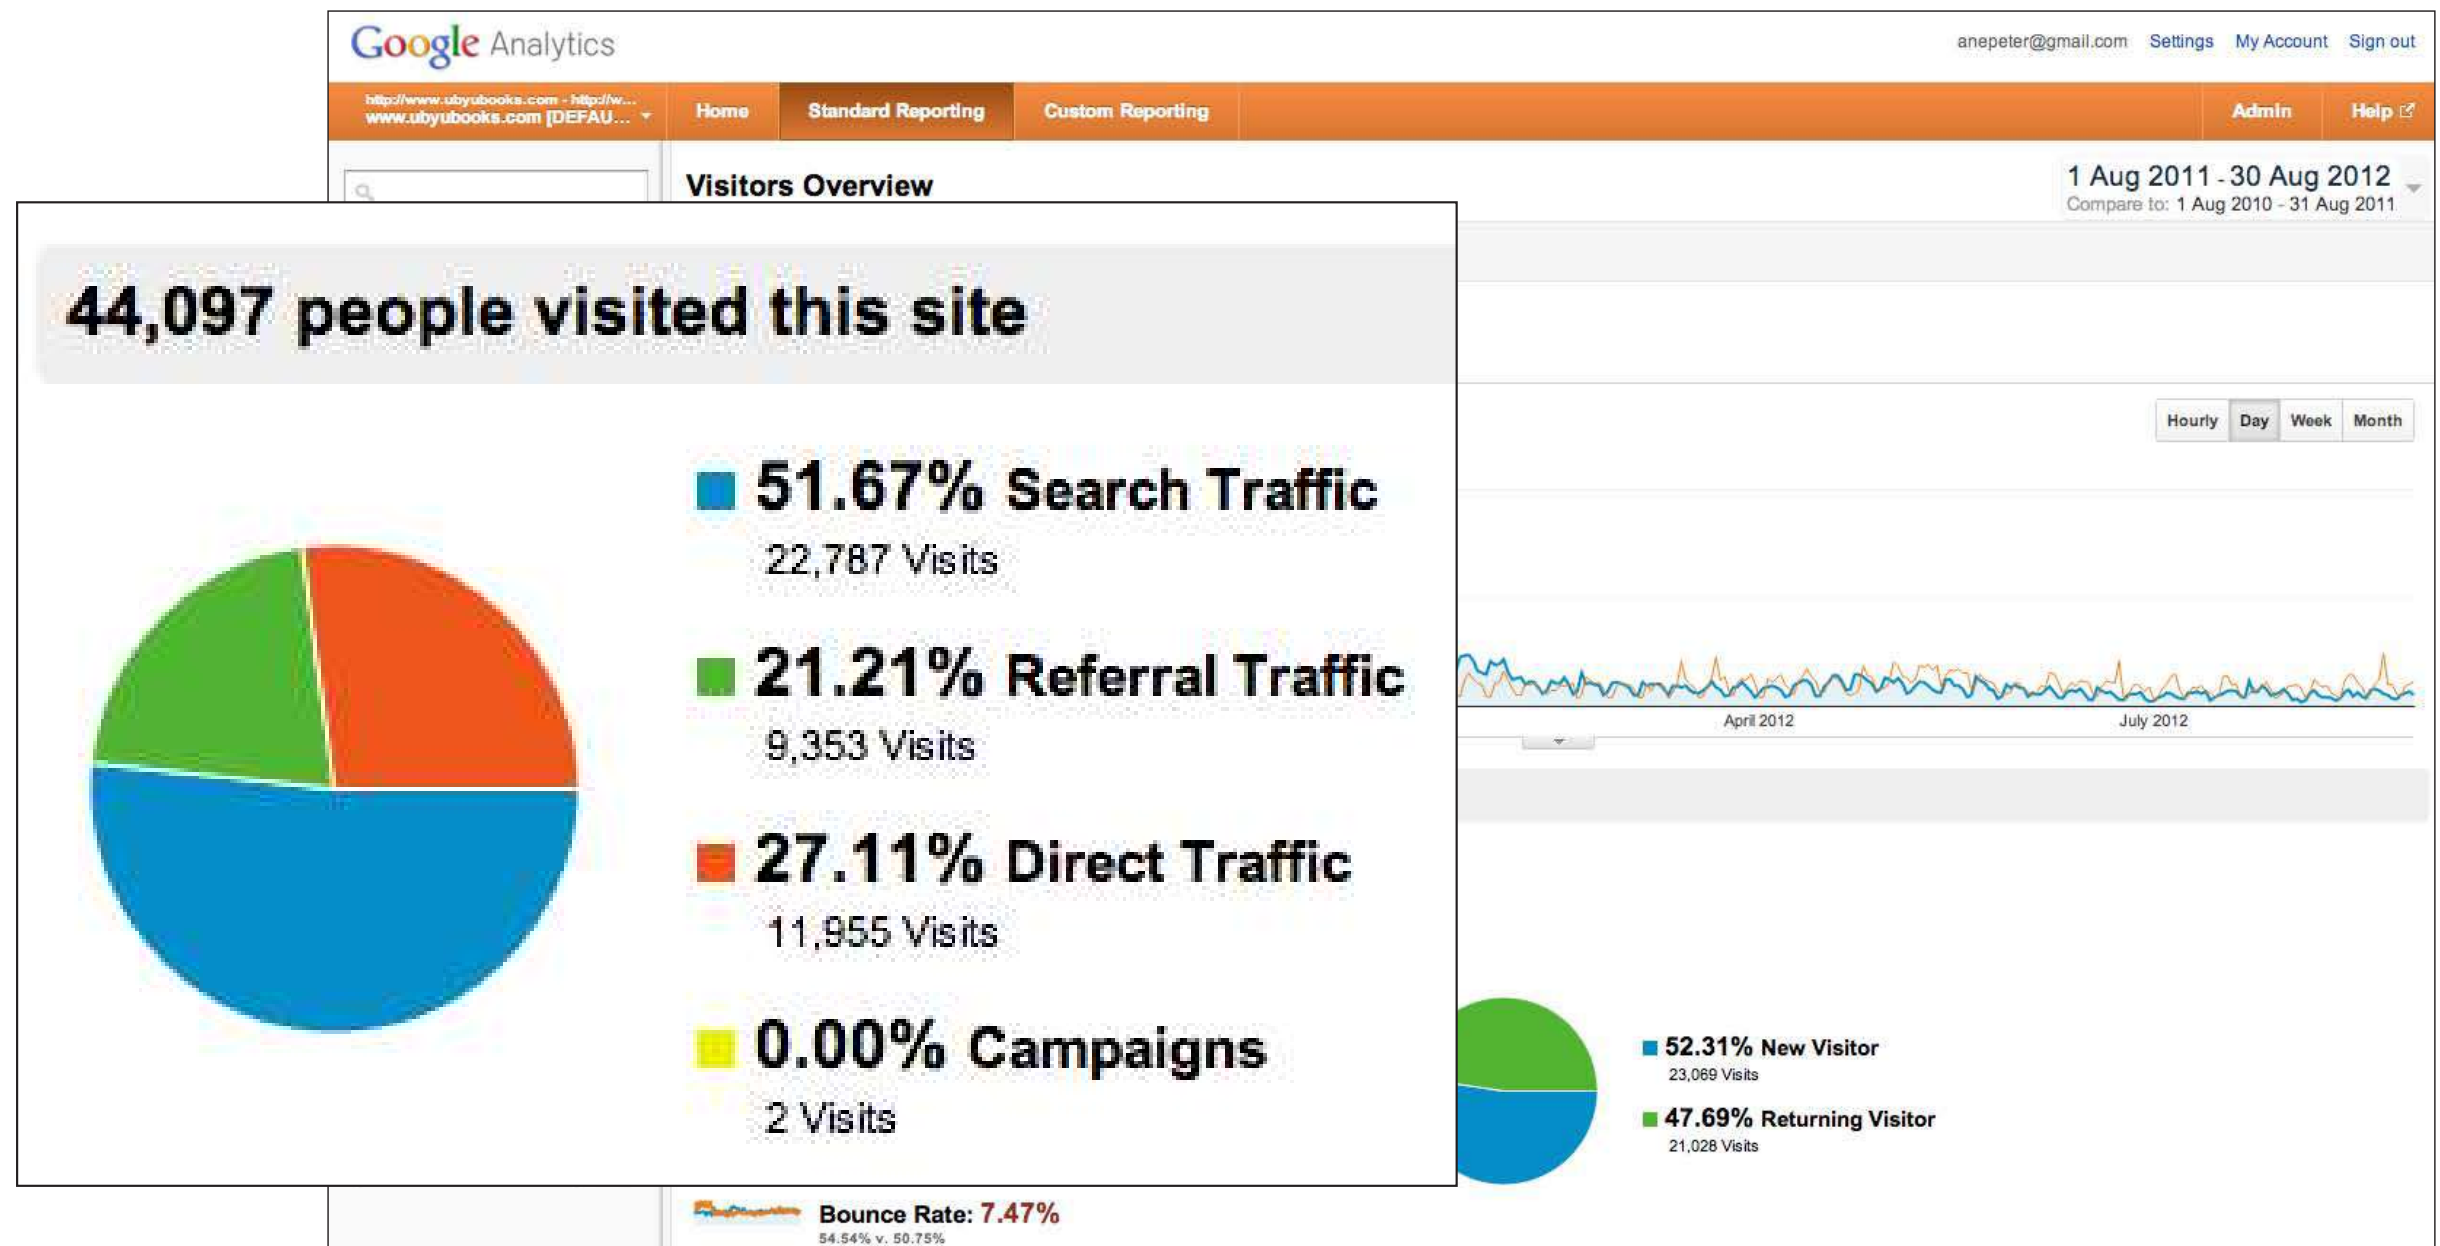 Google Analytics
anepeter@gmail.com Settings My Account Sign out
http://www.ubyubooks.com - http://w...
www.ubyubooks.com [DEFAU...
Home Standard Reporting Custom Reporting Admin Help
Visitors Overview
1 Aug 2011 - 30 Aug 2012
Compare to: 1 Aug 2010 - 31 Aug 2011
44,097 people visited this site
51.67% Search Traffic
22,787 Visits
21.21% Referral Traffic
9,353 Visits
27.11% Direct Traffic
11,955 Visits
0.00% Campaigns
2 Visits
Hourly Day Week Month
April 2012 July 2012
52.31% New Visitor
23,069 Visits
47.69% Returning Visitor
21,028 Visits
Bounce Rate: 7.47%
54.54% v. 50.75%